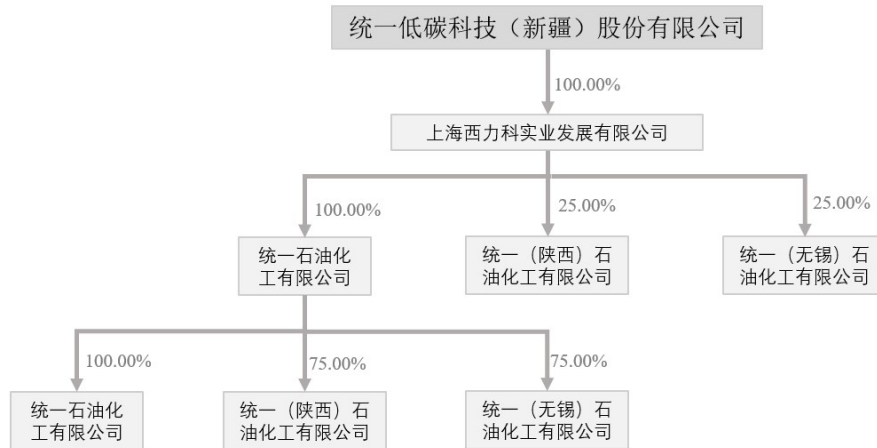 统一低碳科技（新疆）股份有限公司
100.00%
上海西力科实业发展有限公司
100.00%
25.00%
25.00%
统一石油化
工有限公司
统一（陕西）石
油化工有限公司
统一（无锡）石
油化工有限公司
100.00%
75.00%
75.00%
统一石油化
工有限公司
统一（陕西）石
油化工有限公司
统一（无锡）石
油化工有限公司